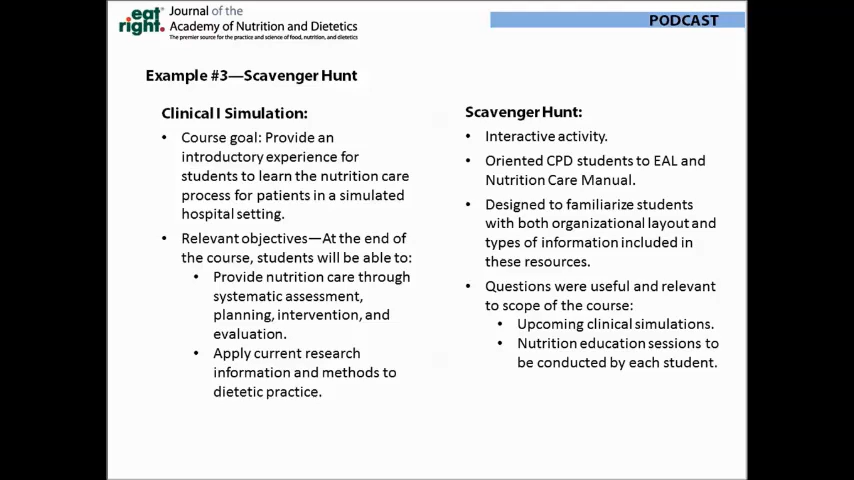 eat
right.
Journal of the
Academy of Nutrition and Dietetics
The premier source for the practice and science of food, nutrition, and dietetics
PODCAST
Example #3—Scavenger Hunt
Clinical I Simulation:
• Course goal: Provide an
introductory experience for
students to learn the nutrition care
process for patients in a simulated
hospital setting.
• Relevant objectives—At the end of
the course, students will be able to:
• Provide nutrition care through
systematic assessment,
planning, intervention, and
evaluation.
• Apply current research
information and methods to
dietetic practice.
Scavenger Hunt:
• Interactive activity.
• Oriented CPD students to EAL and
Nutrition Care Manual.
• Designed to familiarize students
with both organizational layout and
types of information included in
these resources.
• Questions were useful and relevant
to scope of the course:
• Upcoming clinical simulations.
• Nutrition education sessions to
be conducted by each student.